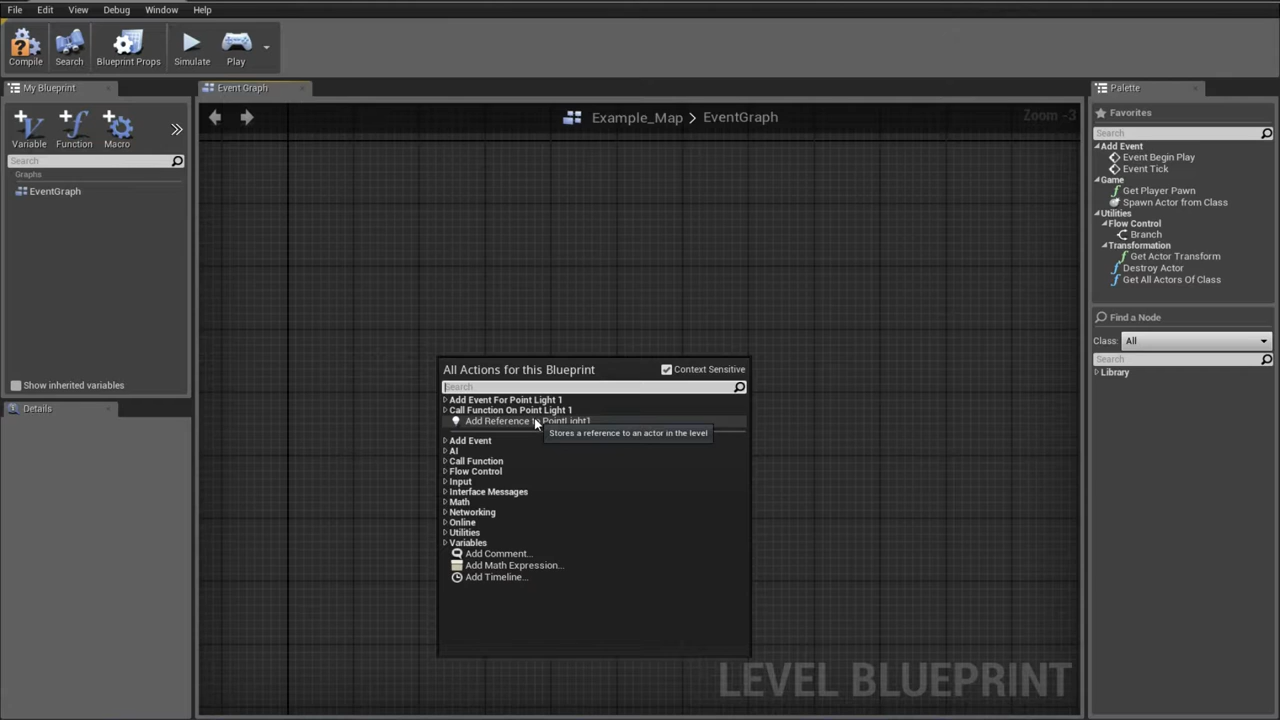 File Edit View Debug Window Help
Compile Search Blueprint Props Simulate Play
My Blueprint
Variable Function Macro
Search
Graphs
EventGraph
Show inherited variables
Details
Event Graph
Example_Map > EventGraph
Zoom -3
All Actions for this Blueprint
Context Sensitive
Search
Add Event For Point Light 1
Call Function On Point Light 1
Add Reference to PointLight1
Stores a reference to an actor in the level
Add Event
AI
Call Function
Flow Control
Input
Interface Messages
Math
Networking
Online
Utilities
Variables
Add Comment...
Add Math Expression...
Add Timeline...
LEVEL BLUEPRINT
Palette
Favorites
Search
Add Event
Event Begin Play
Event Tick
Game
Get Player Pawn
Spawn Actor from Class
Utilities
Flow Control
Branch
Transformation
Get Actor Transform
Destroy Actor
Get All Actors Of Class
Find a Node
Class: All
Search
Library